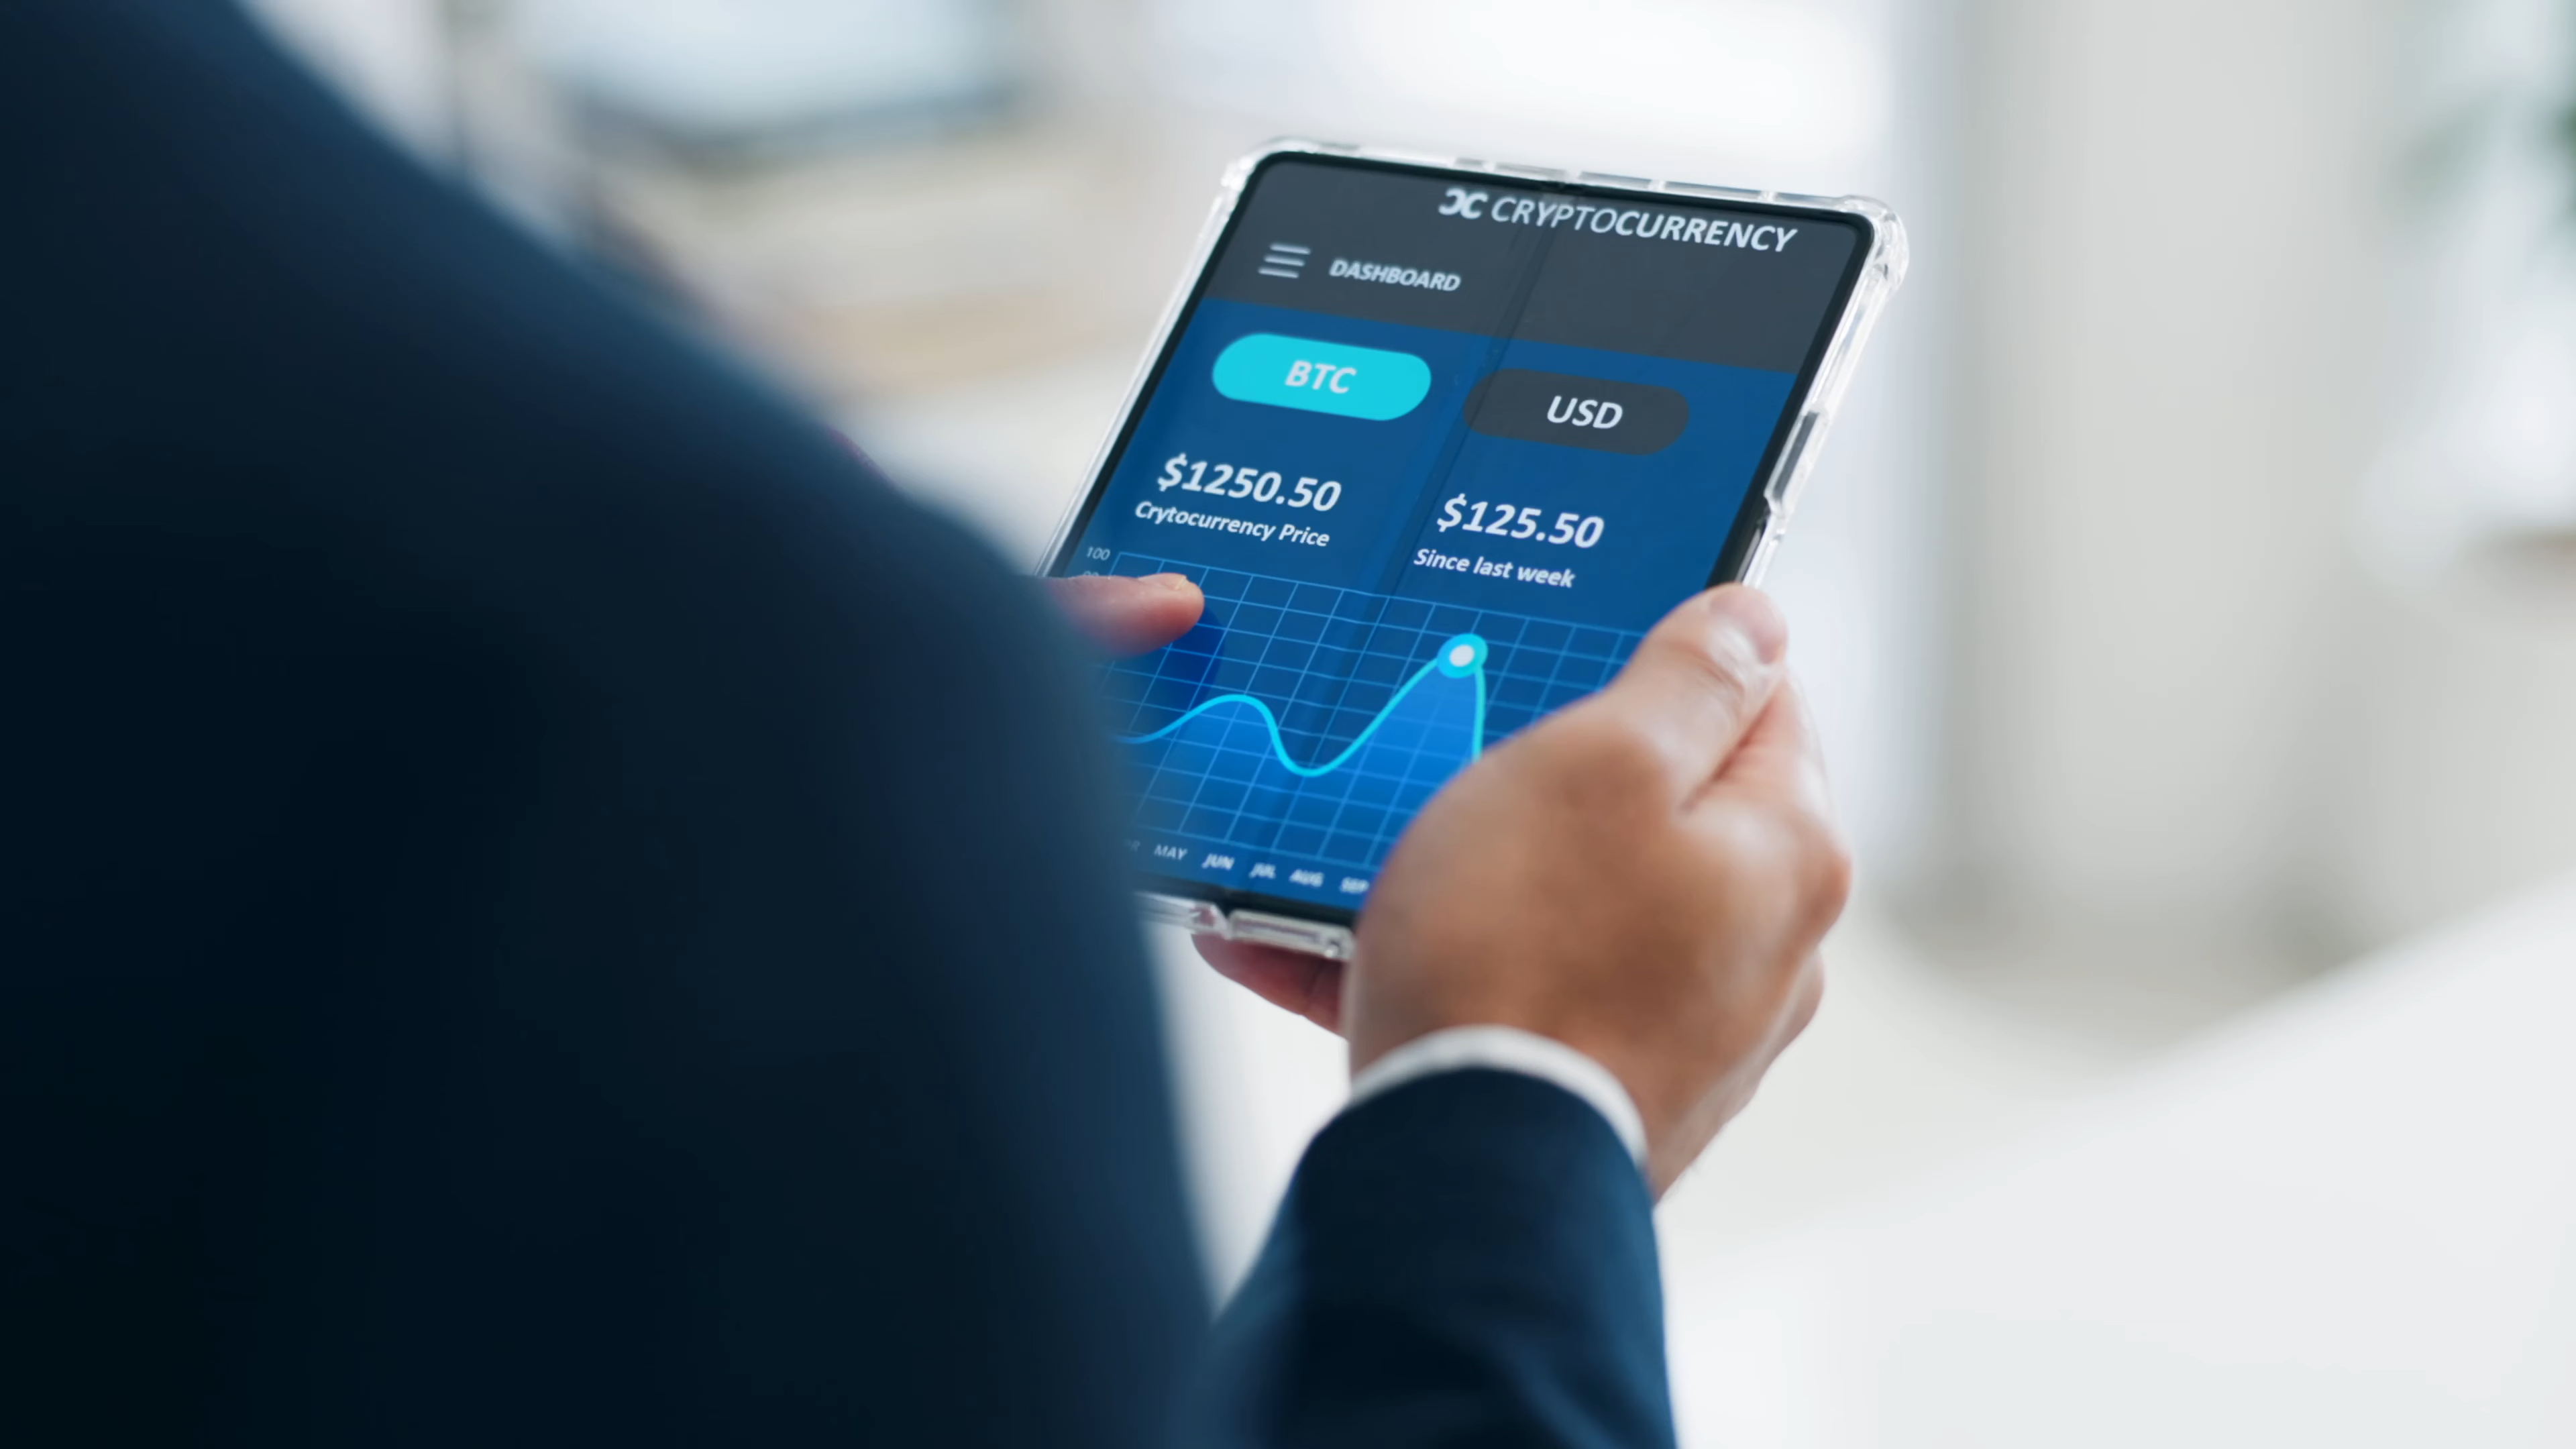 CRYPTOCURRENCY
DASHBOARD
BTC
USD
$1250.50
Crytocurrency Price
$125.50
Since last week
100
MAY JUN JUL AUG SEP